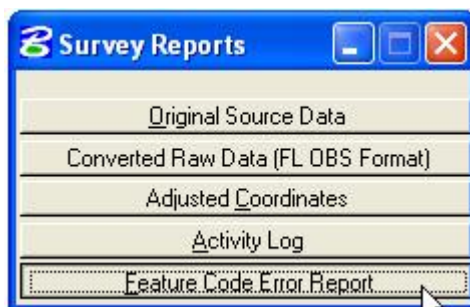 Survey Reports
Original Source Data
Converted Raw Data (FL OBS Format)
Adjusted Coordinates
Activity Log
Feature Code Error Report